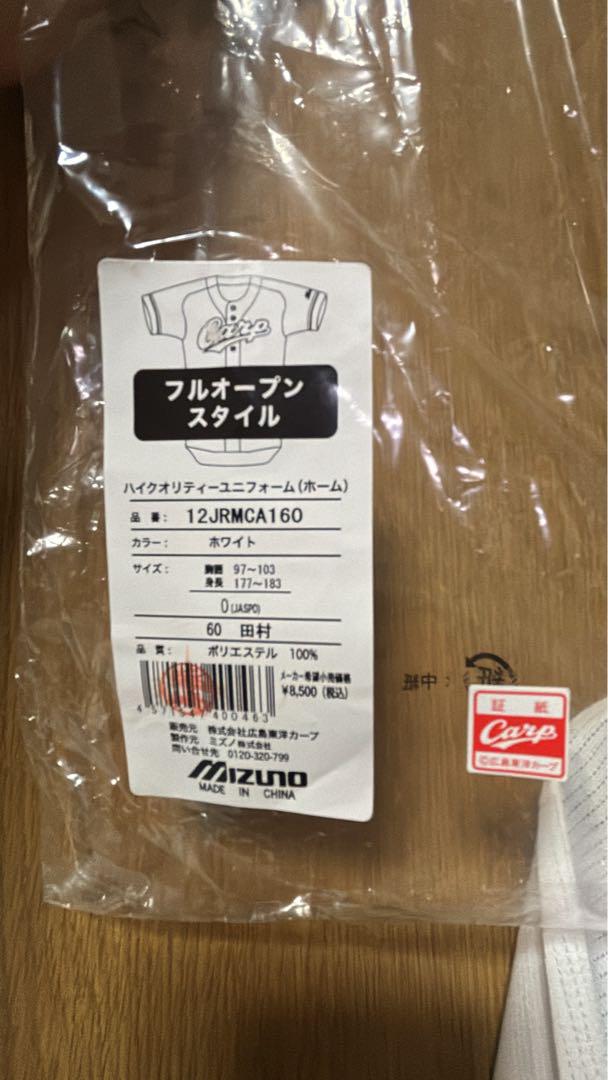 Carp
フルオープン
スタイル
ハイクオリティーユニフォーム(ホーム)
品 番: 12JRMCA160
カラー: ホワイト
サイズ: 胸囲 97～103
身長 177～183
O(JASPO)
60 田村
品 質: ポリエステル 100%
メーカー希望小売価格
¥8,500(税込)
400463
販売元 株式会社広島東洋カープ
製作元 ミズノ株式会社
問い合せ先 0120-320-799
MIZUNO
MADE IN CHINA
証紙
Carp
©広島東洋カープ